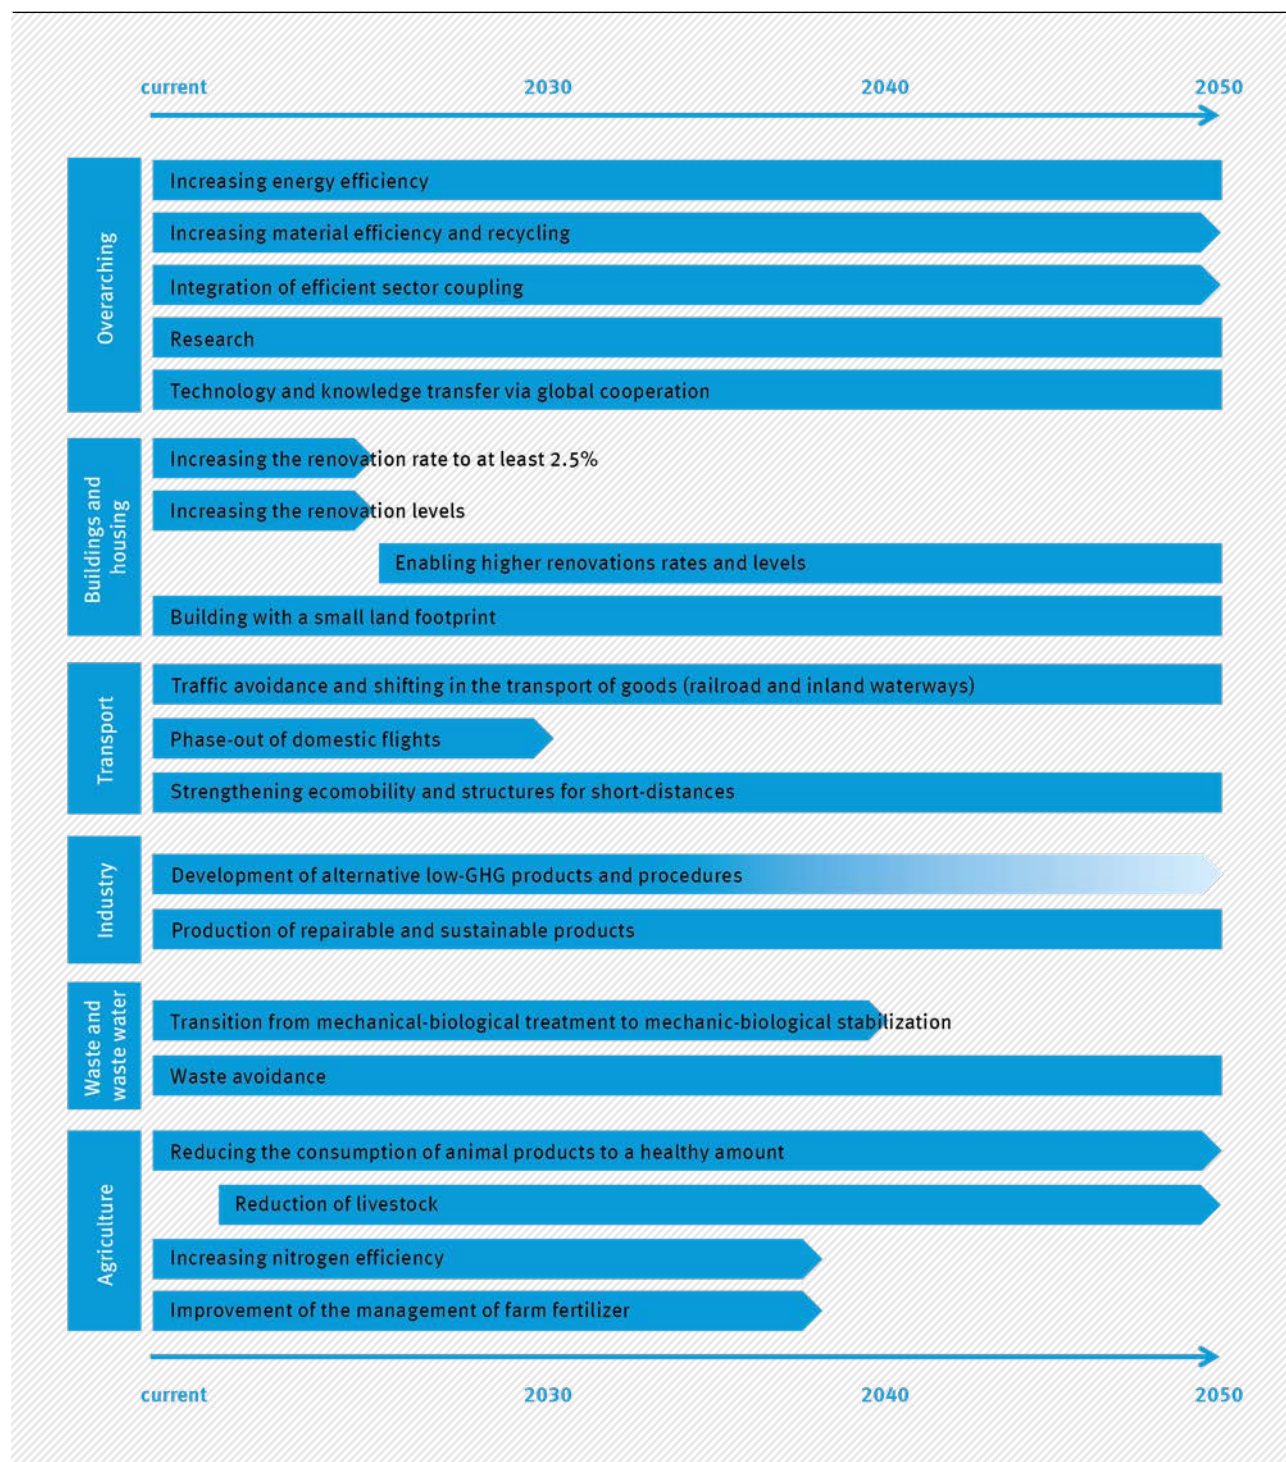 current 2030 2040 2050
Overarching
Increasing energy efficiency
Increasing material efficiency and recycling
Integration of efficient sector coupling
Research
Technology and knowledge transfer via global cooperation
Buildings and
housing
Increasing the renovation rate to at least 2.5%
Increasing the renovation levels
Enabling higher renovations rates and levels
Building with a small land footprint
Transport
Traffic avoidance and shifting in the transport of goods (railroad and inland waterways)
Phase-out of domestic flights
Strengthening ecomobility and structures for short-distances
Industry
Development of alternative low-GHG products and procedures
Production of repairable and sustainable products
Waste and
waste water
Transition from mechanical-biological treatment to mechanic-biological stabilization
Waste avoidance
Agriculture
Reducing the consumption of animal products to a healthy amount
Reduction of livestock
Increasing nitrogen efficiency
Improvement of the management of farm fertilizer
current 2030 2040 2050